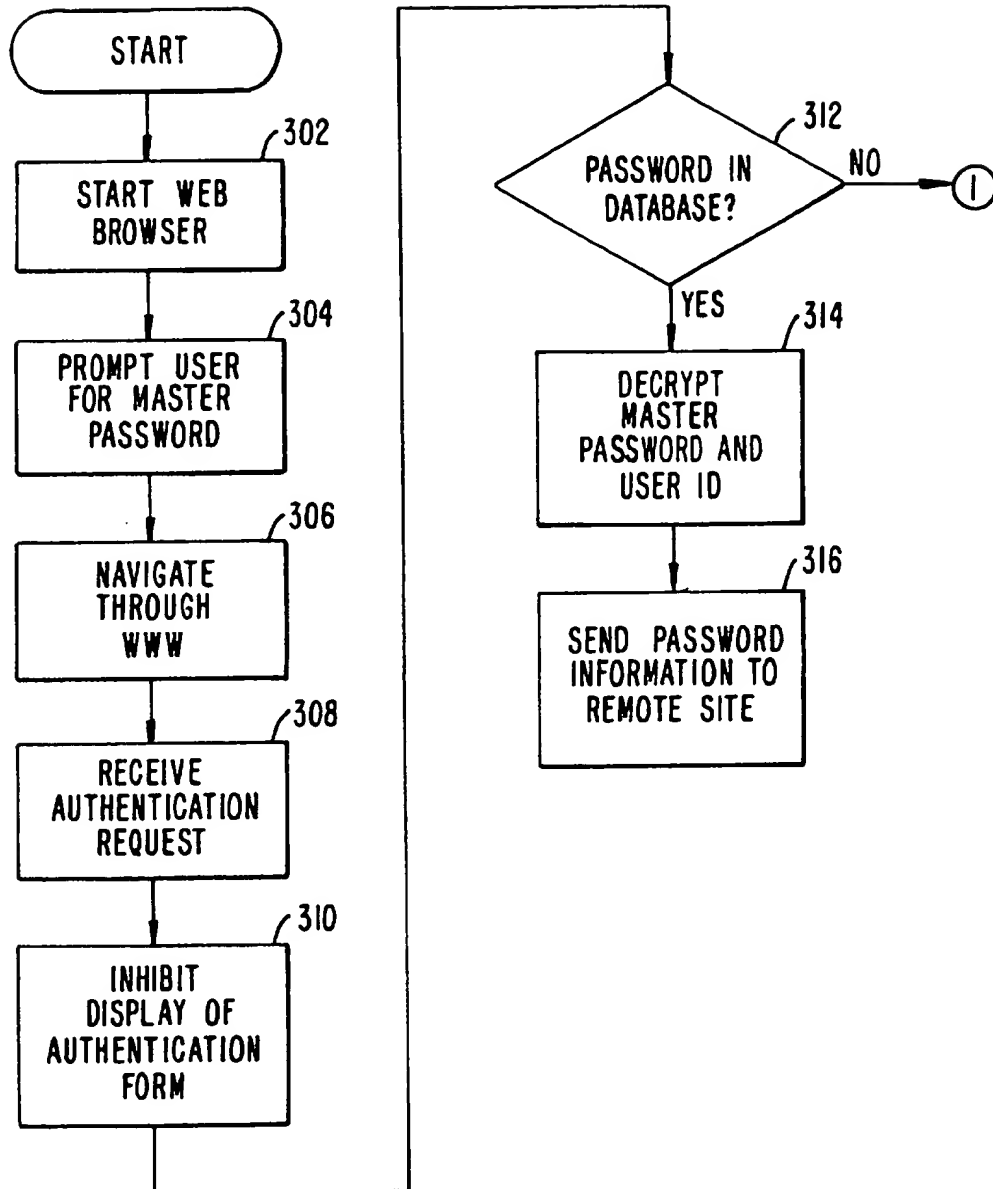 START
302
START WEB
BROWSER
304
PROMPT USER
FOR MASTER
PASSWORD
306
NAVIGATE
THROUGH
WWW
308
RECEIVE
AUTHENTICATION
REQUEST
310
INHIBIT
DISPLAY OF
AUTHENTICATION
FORM
312
PASSWORD IN
DATABASE?
NO
1
YES
314
DECRYPT
MASTER
PASSWORD AND
USER ID
316
SEND PASSWORD
INFORMATION TO
REMOTE SITE